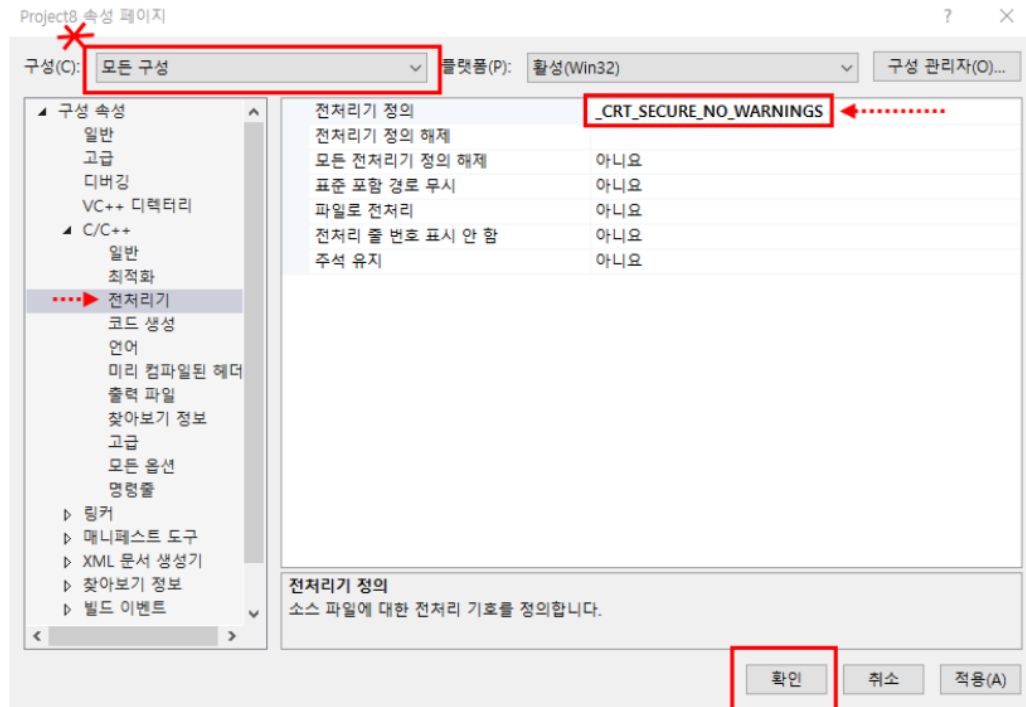 Project8 속성 페이지
? ×
구성(C): 모든 구성 플랫폼(P): 활성(Win32) 구성 관리자(O)...
구성 속성
일반
고급
디버깅
VC++ 디렉터리
C/C++
일반
최적화
전처리기
코드 생성
언어
미리 컴파일된 헤더
출력 파일
찾아보기 정보
고급
모든 옵션
명령줄
링커
매니페스트 도구
XML 문서 생성기
찾아보기 정보
빌드 이벤트
전처리기 정의 _CRT_SECURE_NO_WARNINGS
전처리기 정의 해제
모든 전처리기 정의 해제 아니요
표준 포함 경로 무시 아니요
파일로 전처리 아니요
전처리 줄 번호 표시 안 함 아니요
주석 유지 아니요
전처리기 정의
소스 파일에 대한 전처리 기호를 정의합니다.
확인 취소 적용(A)